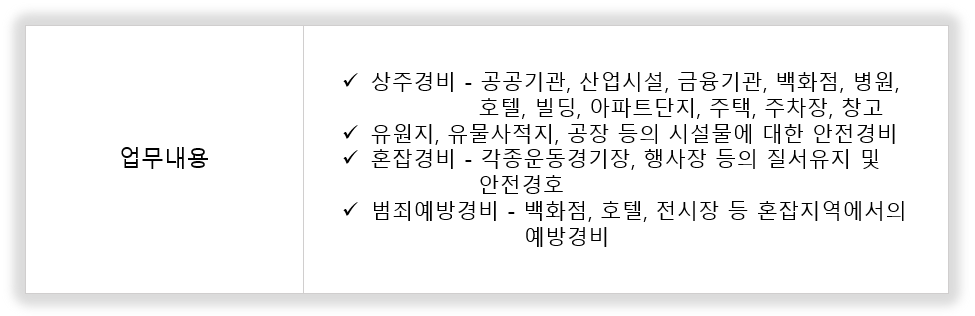 업무내용
✓ 상주경비 - 공공기관, 산업시설, 금융기관, 백화점, 병원,
호텔, 빌딩, 아파트단지, 주택, 주차장, 창고
✓ 유원지, 유물사적지, 공장 등의 시설물에 대한 안전경비
✓ 혼잡경비 - 각종운동경기장, 행사장 등의 질서유지 및
안전경호
✓ 범죄예방경비 - 백화점, 호텔, 전시장 등 혼잡지역에서의
예방경비